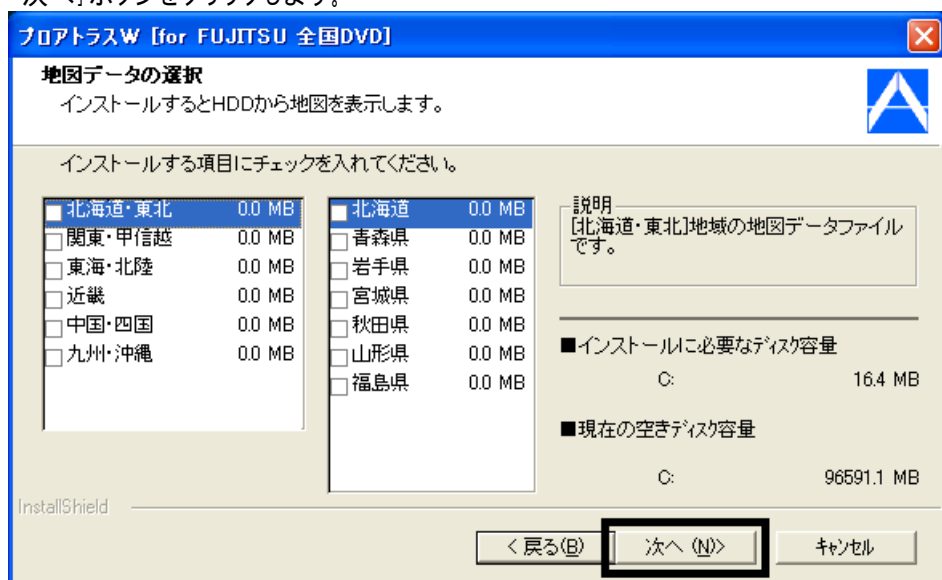 次へ]ボタンをクリックします。
プロアトラスW [for FUJITSU 全国DVD]
地図データの選択
インストールするとHDDから地図を表示します。
インストールする項目にチェックを入れてください。
北海道・東北 0.0 MB
関東・甲信越 0.0 MB
東海・北陸 0.0 MB
近畿 0.0 MB
中国・四国 0.0 MB
九州・沖縄 0.0 MB
北海道 0.0 MB
青森県 0.0 MB
岩手県 0.0 MB
宮城県 0.0 MB
秋田県 0.0 MB
山形県 0.0 MB
福島県 0.0 MB
説明
[北海道・東北]地域の地図データファイル
です。
■インストールに必要なディスク容量
C: 16.4 MB
■現在の空きディスク容量
C: 96591.1 MB
InstallShield
< 戻る(B) 次へ (N)> キャンセル